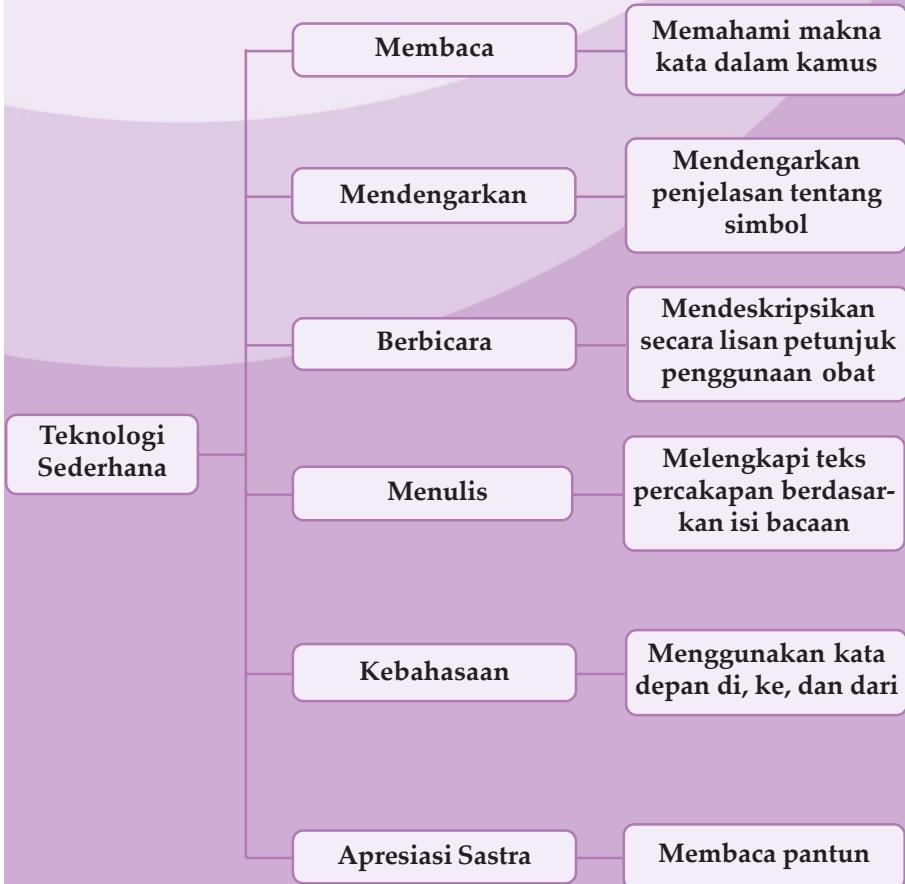 Membaca
Memahami makna
kata dalam kamus
Mendengarkan
Mendengarkan
penjelasan tentang
simbol
Berbicara
Mendeskripsikan
secara lisan petunjuk
penggunaan obat
Teknologi
Sederhana
Menulis
Melengkapi teks
percakapan berdasar-
kan isi bacaan
Kebahasaan
Menggunakan kata
depan di, ke, dan dari
Apresiasi Sastra
Membaca pantun